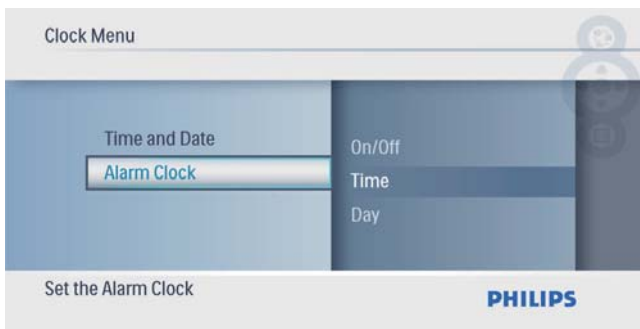 Clock Menu
Time and Date
Alarm Clock
On/Off
Time
Day
Set the Alarm Clock
PHILIPS